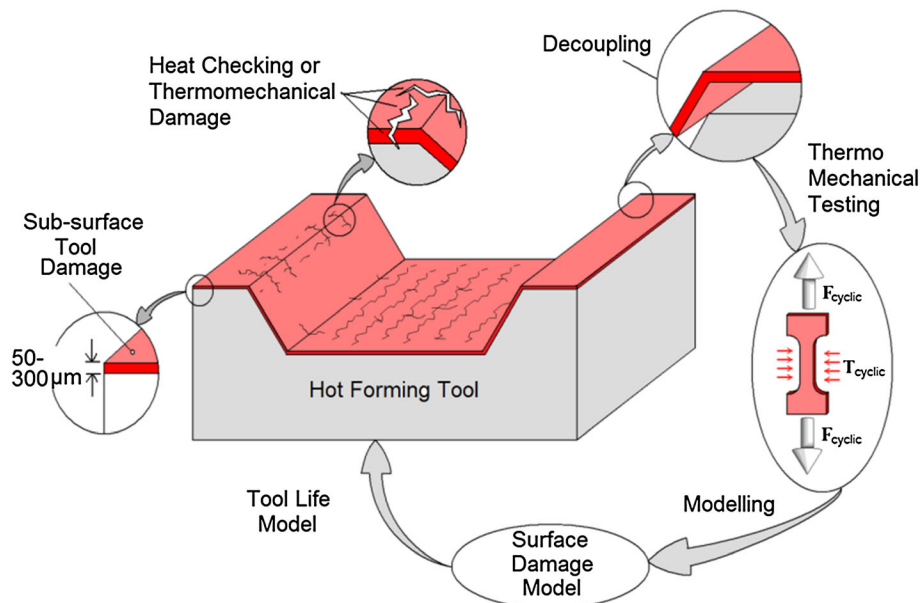 Heat Checking or
Thermomechanical
Damage
Decoupling
Thermo
Mechanical
Testing
Sub-surface
Tool
Damage
50-
300μm
Hot Forming Tool
Fcyclic
Tcyclic
Fcyclic
Tool Life
Model
Modelling
Surface
Damage
Model